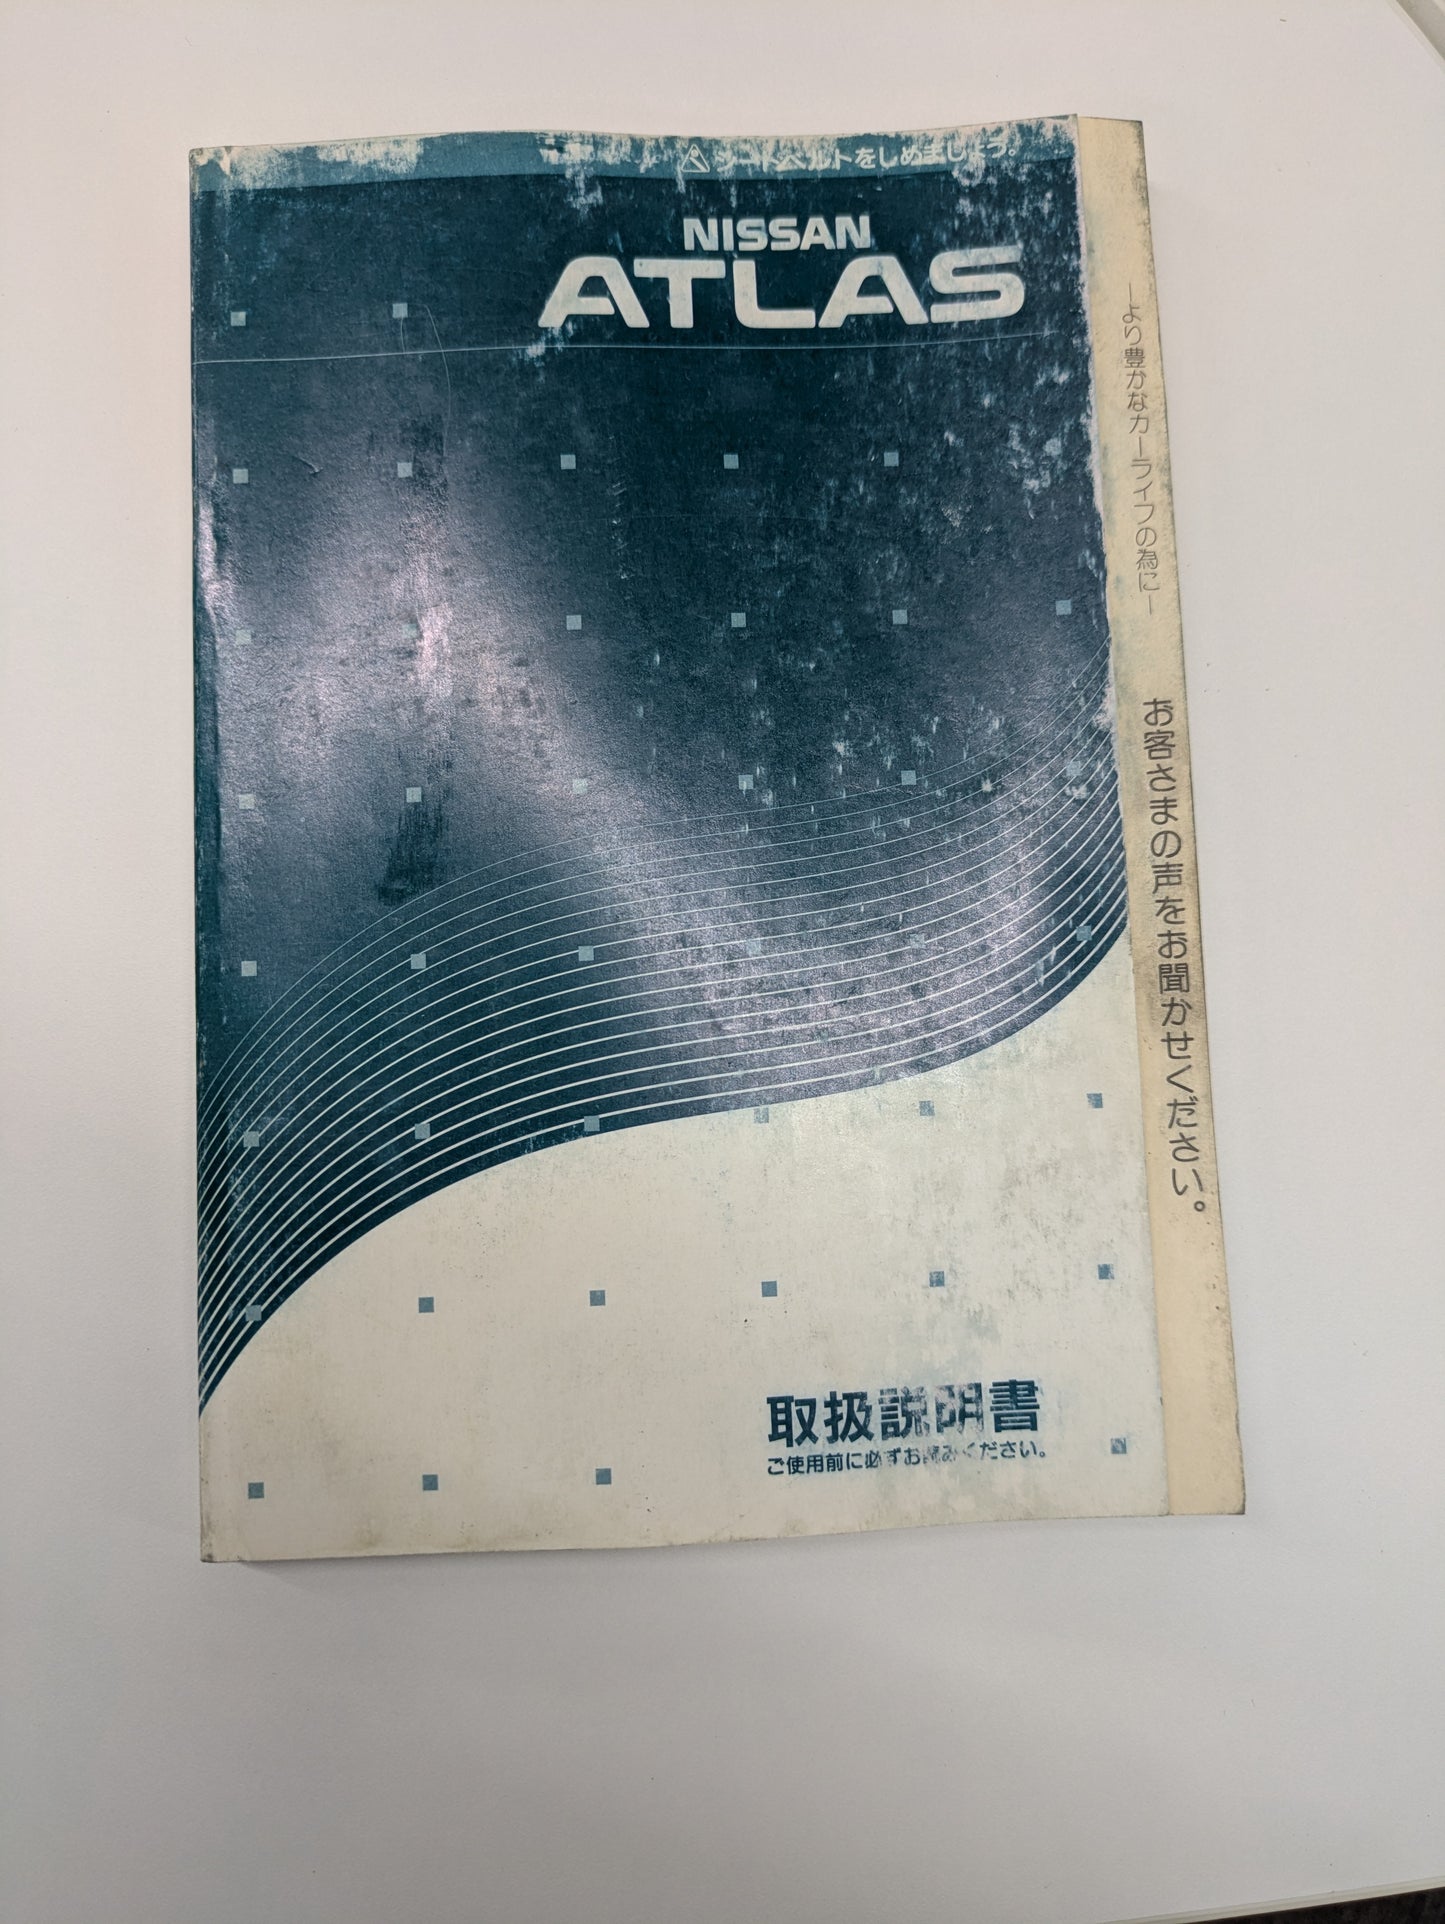 シートベルトをしめましょう。
NISSAN
ATLAS
―より豊かなカーライフの為に―
お客さまの声をお聞かせください。
取扱説明書
ご使用前に必ずお読みください。